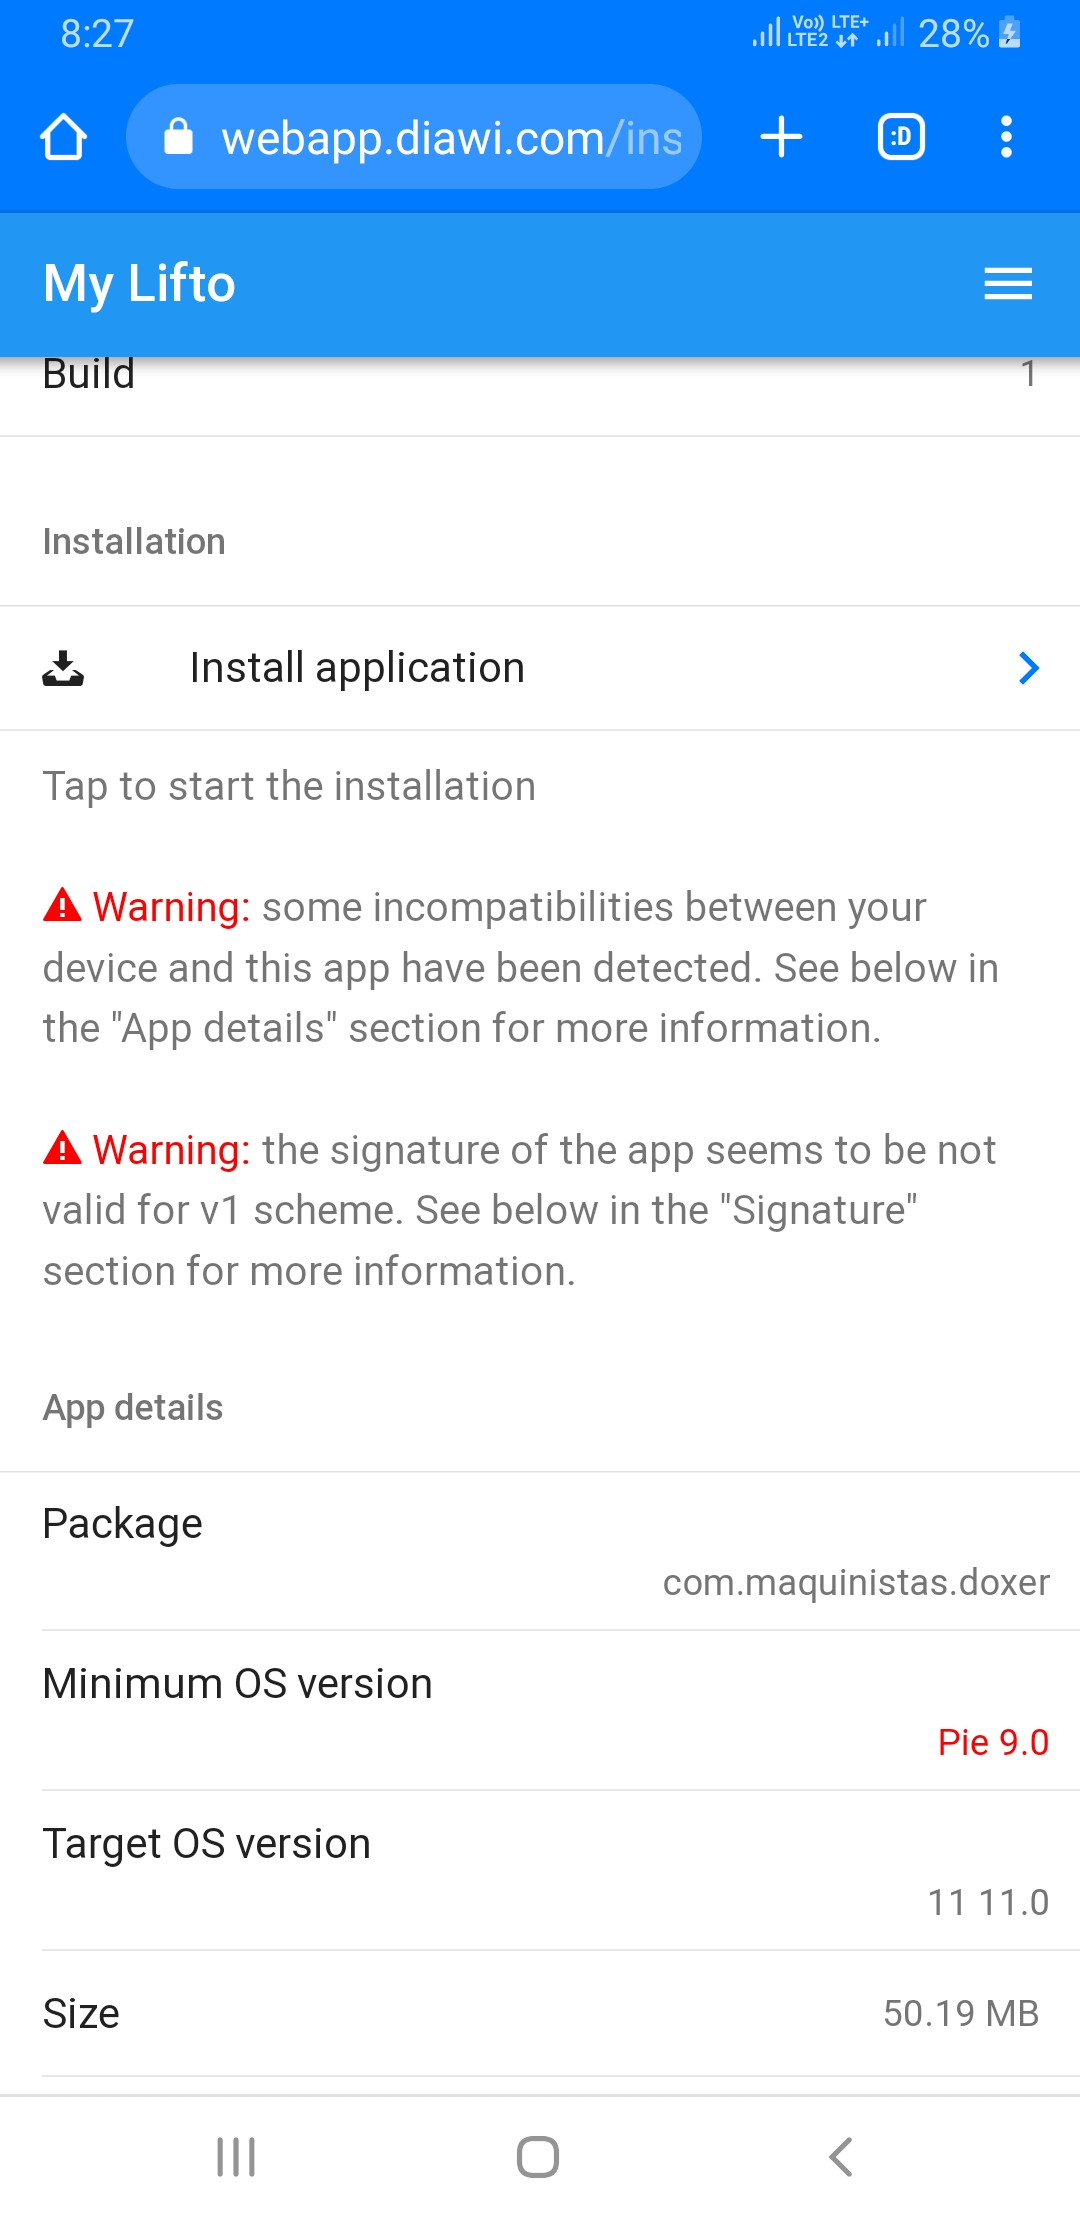 8:27
Vo)) LTE+
LTE2
28%
webapp.diawi.com/ins
:D
My Lifto
Build
1
Installation
Install application
Tap to start the installation
Warning: some incompatibilities between your
device and this app have been detected. See below in
the "App details" section for more information.
Warning: the signature of the app seems to be not
valid for v1 scheme. See below in the "Signature"
section for more information.
App details
Package
com.maquinistas.doxer
Minimum OS version
Pie 9.0
Target OS version
11 11.0
Size
50.19 MB